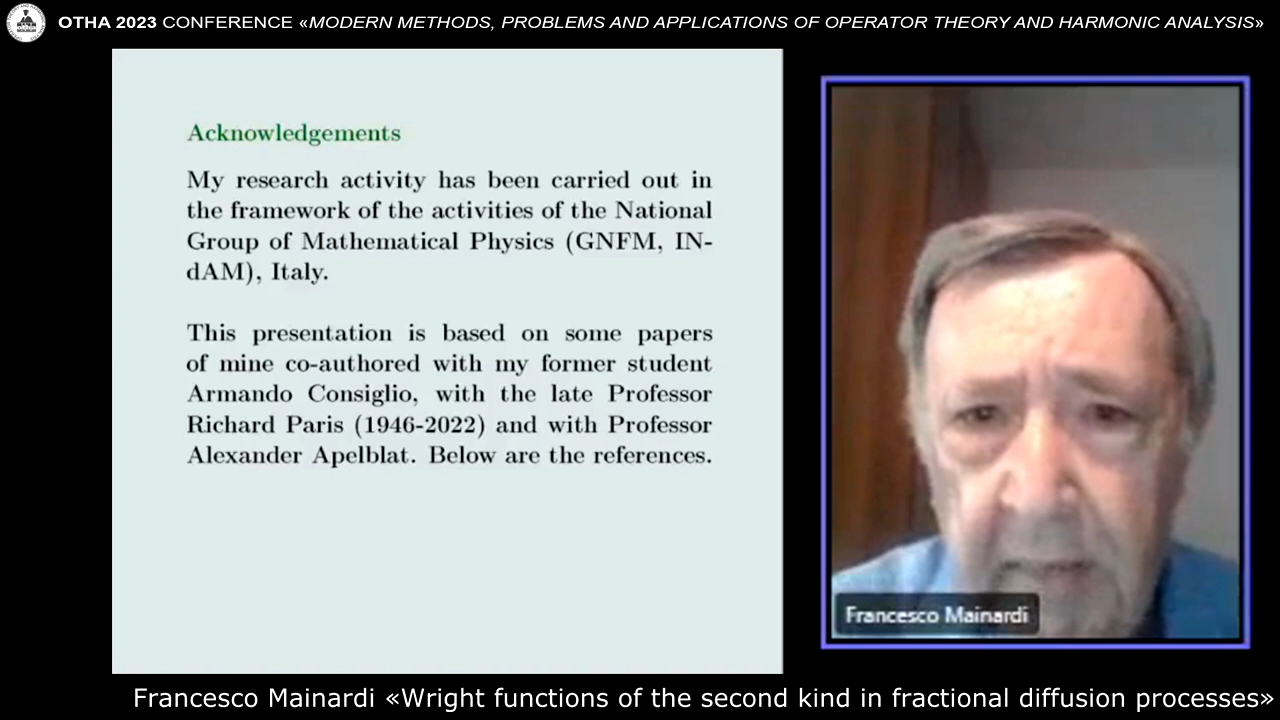 OTHA 2023 CONFERENCE «MODERN METHODS, PROBLEMS AND APPLICATIONS OF OPERATOR THEORY AND HARMONIC ANALYSIS»
Acknowledgements
My research activity has been carried out in
the framework of the activities of the National
Group of Mathematical Physics (GNFM, IN-
dAM), Italy.
This presentation is based on some papers
of mine co-authored with my former student
Armando Consiglio, with the late Professor
Richard Paris (1946-2022) and with Professor
Alexander Apelblat. Below are the references.
Francesco Mainardi
Francesco Mainardi «Wright functions of the second kind in fractional diffusion processes»